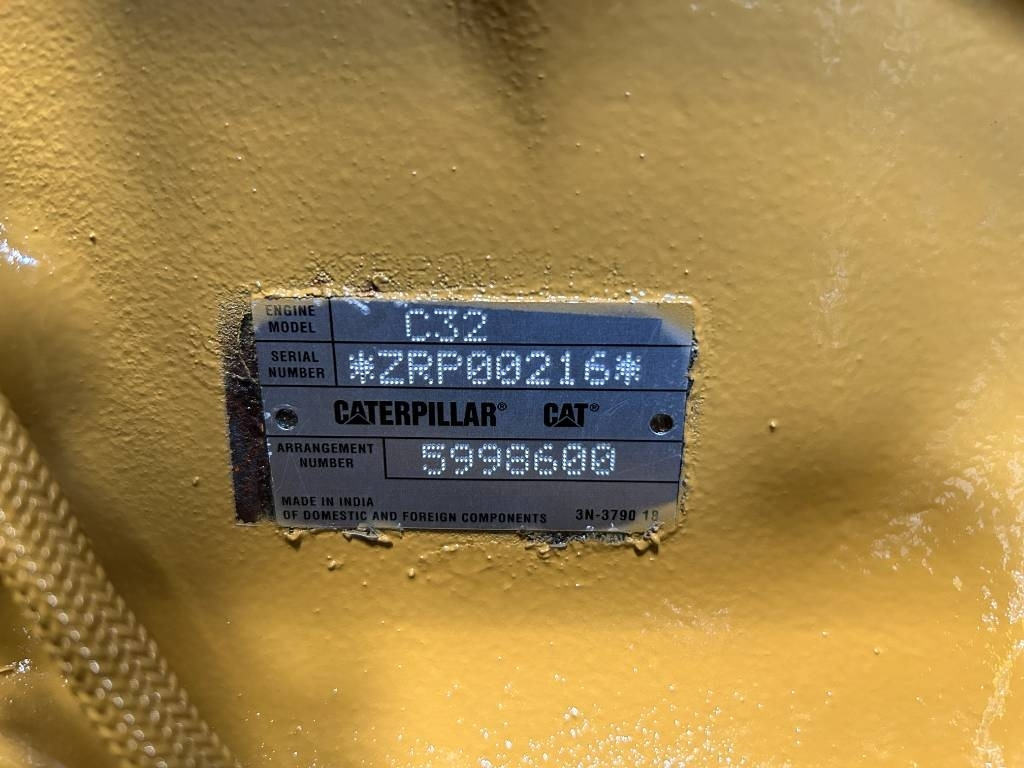 ENGINE MODEL C32
SERIAL NUMBER *ZRP00216*
CATERPILLAR® CAT®
ARRANGEMENT NUMBER 5998600
MADE IN INDIA
OF DOMESTIC AND FOREIGN COMPONENTS 3N-3790 18